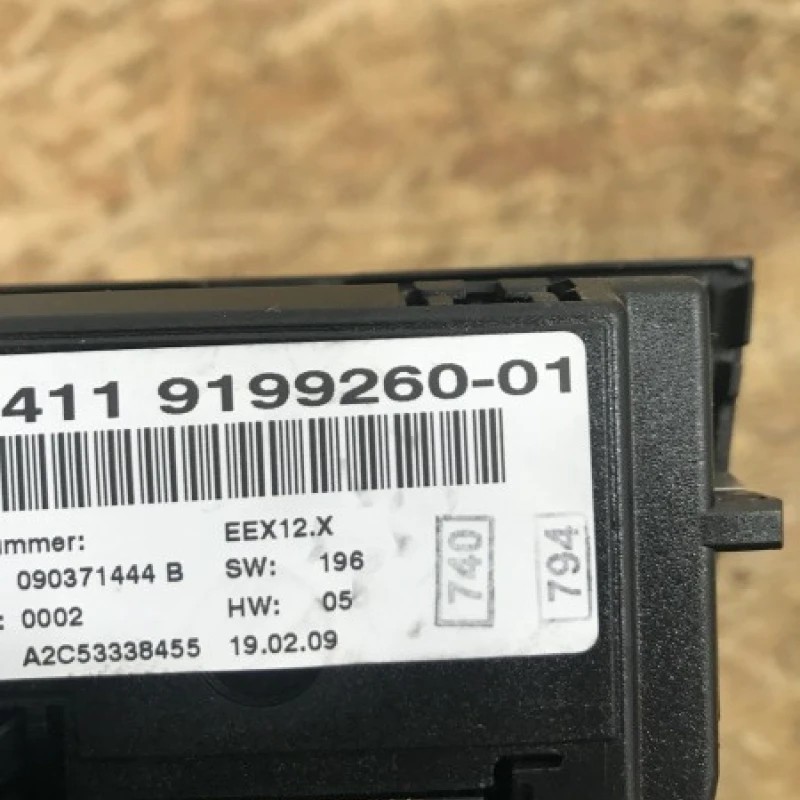 411 9199260-01
ummer: EEX12.X
090371444 B SW: 196
: 0002 HW: 05
A2C53338455 19.02.09
740
794